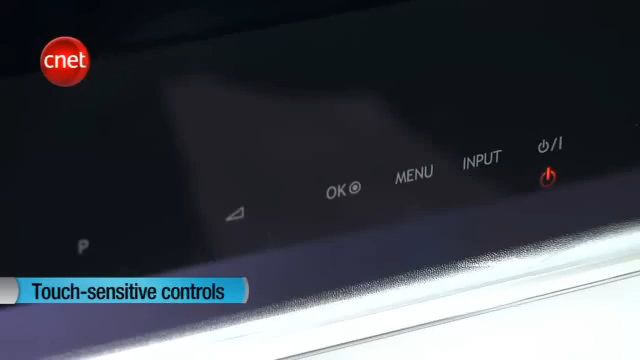 cnet
⏻/I
INPUT
MENU
OK
P
Touch-sensitive controls